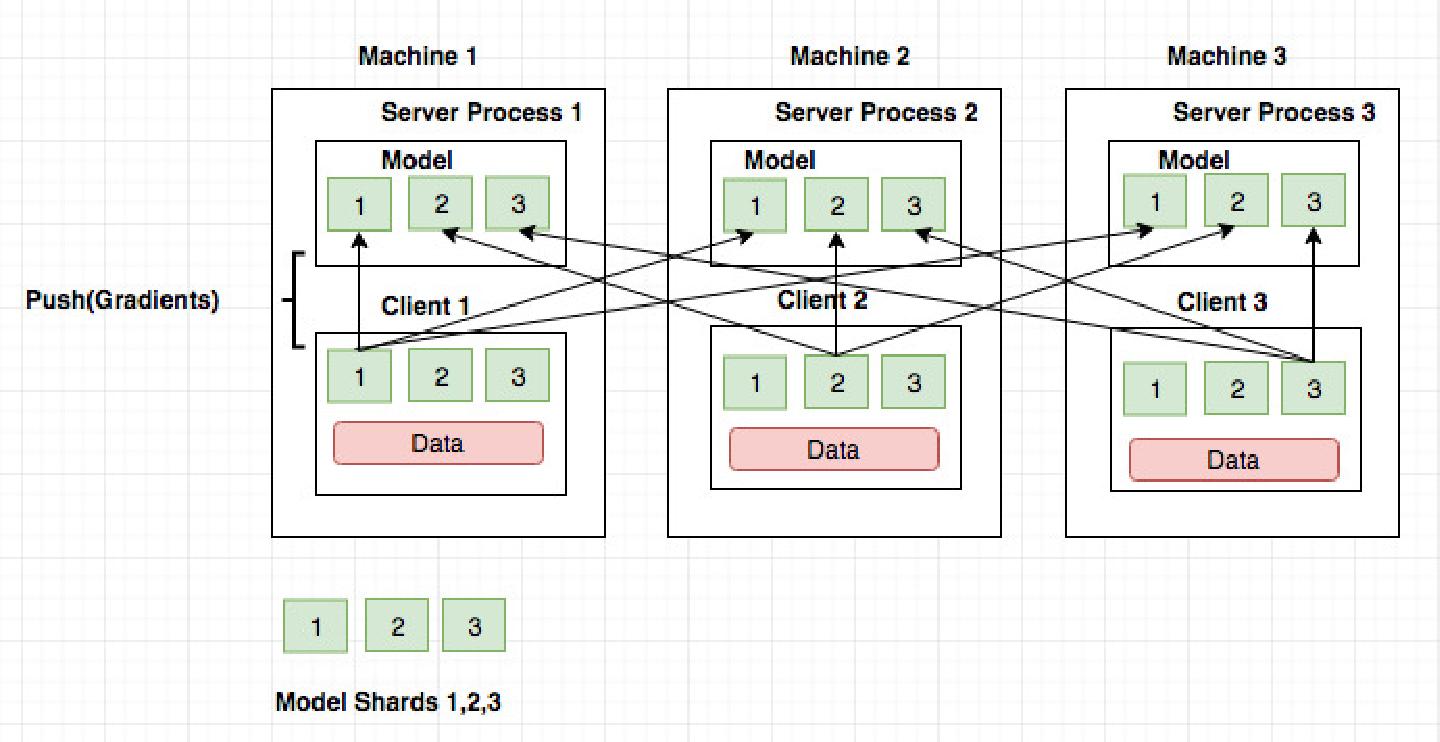 Machine 1
Machine 2
Machine 3
Server Process 1
Server Process 2
Server Process 3
Model
Model
Model
1 2 3
1 2 3
1 2 3
Push(Gradients)
Client 1
Client 2
Client 3
1 2 3
1 2 3
1 2 3
Data
Data
Data
1 2 3
Model Shards 1,2,3